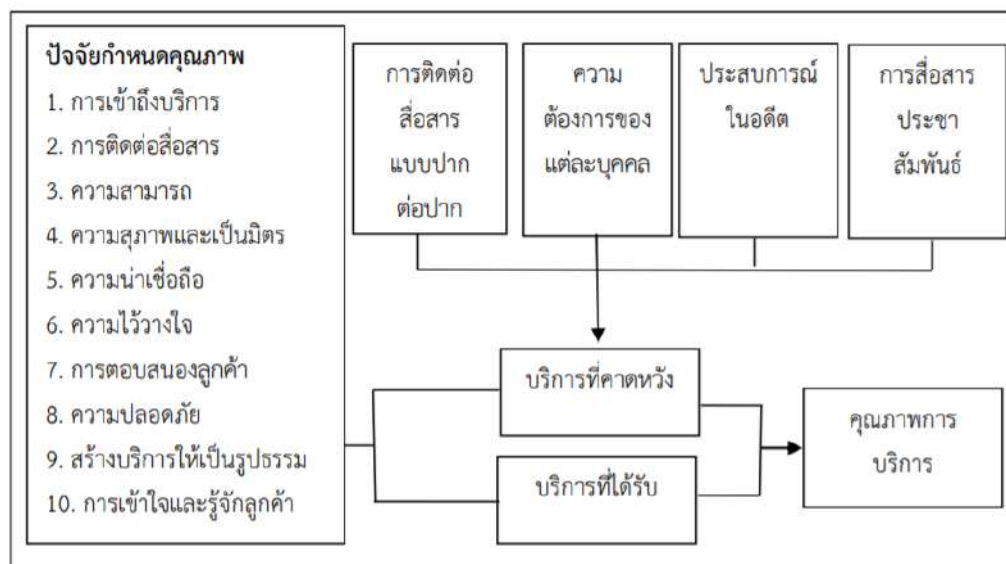 ปัจจัยกำหนดคุณภาพ
1. การเข้าถึงบริการ
2. การติดต่อสื่อสาร
3. ความสามารถ
4. ความสุภาพและเป็นมิตร
5. ความน่าเชื่อถือ
6. ความไว้วางใจ
7. การตอบสนองลูกค้า
8. ความปลอดภัย
9. สร้างบริการให้เป็นรูปธรรม
10. การเข้าใจและรู้จักลูกค้า
การติดต่อ
สื่อสาร
แบบปาก
ต่อปาก
ความ
ต้องการของ
แต่ละบุคคล
ประสบการณ์
ในอดีต
การสื่อสาร
ประชา
สัมพันธ์
บริการที่คาดหวัง
บริการที่ได้รับ
คุณภาพการ
บริการ